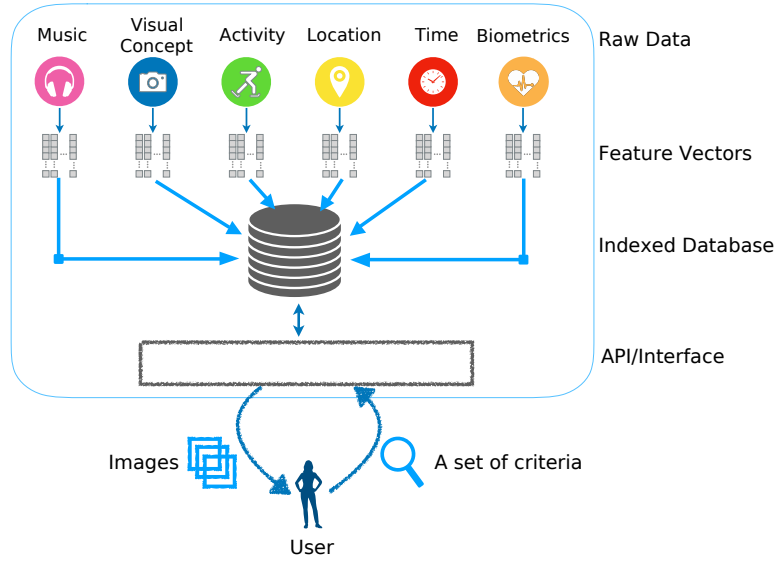 Music
Visual
Concept
Activity
Location
Time
Biometrics
Raw Data
Feature Vectors
Indexed Database
API/Interface
Images
A set of criteria
User